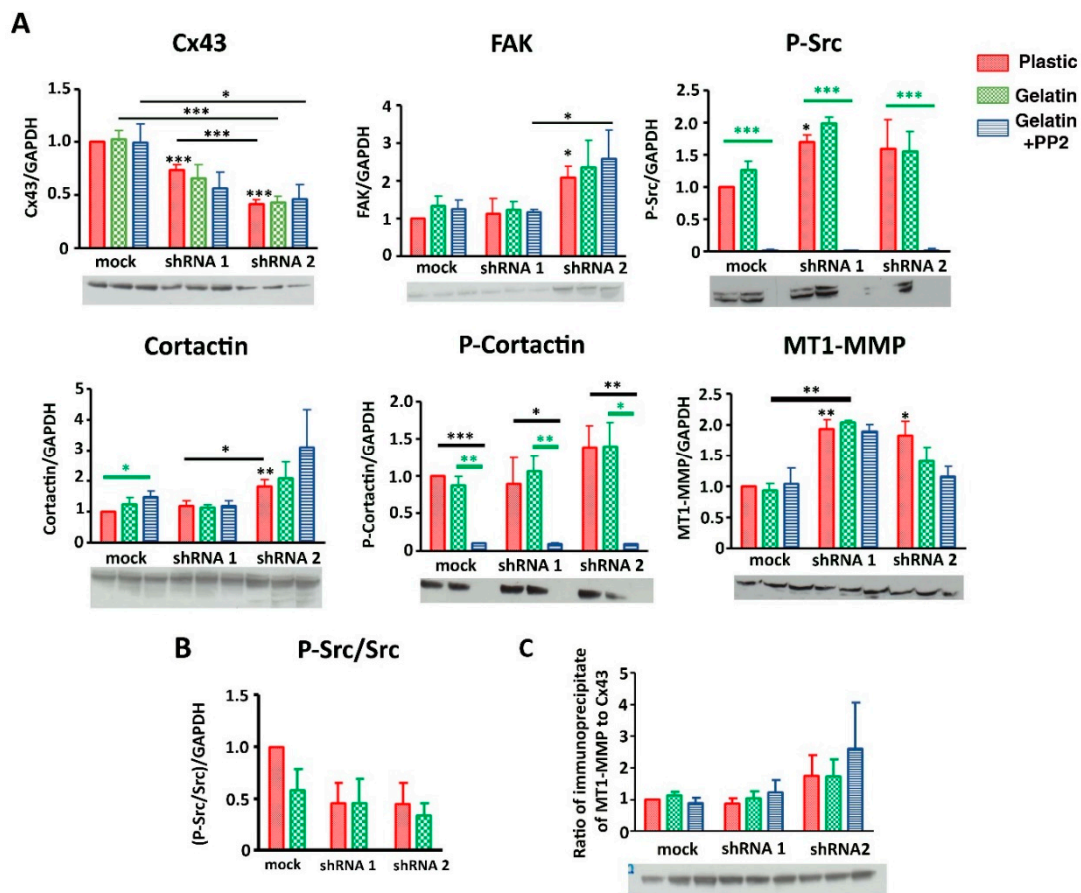 A
Cx43
FAK
P-Src
Plastic
Gelatin
Gelatin
+PP2
Cx43/GAPDH
1.5
1.0
0.5
0
*
***
***
***
***
mock
shRNA 1
shRNA 2
FAK/GAPDH
4
3
2
1
0
*
*
mock
shRNA 1
shRNA 2
P-Src/GAPDH
2.5
2.0
1.5
1.0
0.5
0
***
***
***
*
mock
shRNA 1
shRNA 2
Cortactin
P-Cortactin
MT1-MMP
Cortactin/GAPDH
5
4
3
2
1
0
*
*
**
mock
shRNA 1
shRNA 2
P-Cortactin/GAPDH
2.0
1.5
1.0
0.5
0
***
**
*
**
**
*
mock
shRNA 1
shRNA 2
MT1-MMP/GAPDH
2.5
2.0
1.5
1.0
0.5
0
**
**
*
mock
shRNA 1
shRNA 2
B
P-Src/Src
(P-Src/Src)/GAPDH
1.5
1.0
0.5
0
mock
shRNA 1
shRNA 2
C
Ratio of immunoprecipitate
of MT1-MMP to Cx43
5
4
3
2
1
0
mock
shRNA 1
shRNA2